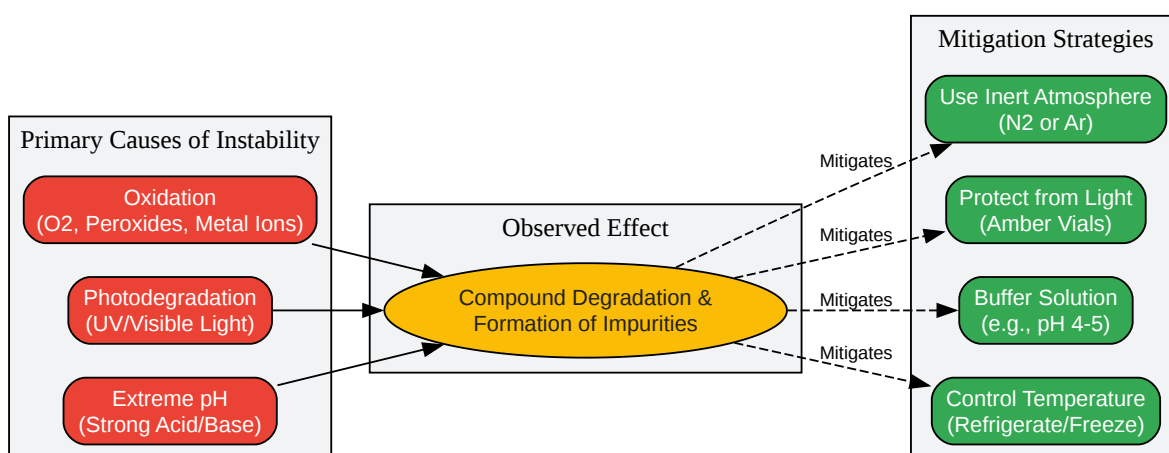 Primary Causes of Instability
Oxidation
(O2, Peroxides, Metal Ions)
Photodegradation
(UV/Visible Light)
Extreme pH
(Strong Acid/Base)
Observed Effect
Compound Degradation &
Formation of Impurities
Mitigates
Mitigates
Mitigates
Mitigates
Mitigation Strategies
Use Inert Atmosphere
(N2 or Ar)
Protect from Light
(Amber Vials)
Buffer Solution
(e.g., pH 4-5)
Control Temperature
(Refrigerate/Freeze)